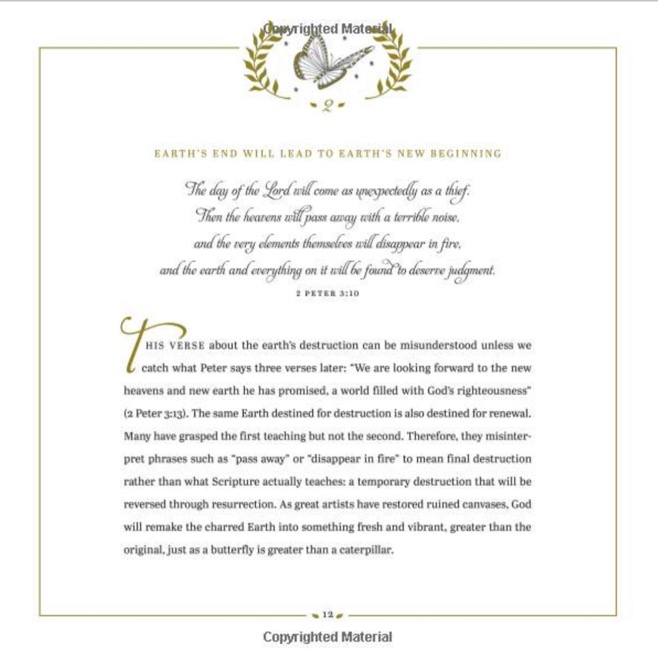 Copyrighted Material
2
EARTH'S END WILL LEAD TO EARTH'S NEW BEGINNING
The day of the Lord will come as unexpectedly as a thief.
Then the heavens will pass away with a terrible noise,
and the very elements themselves will disappear in fire,
and the earth and everything on it will be found to deserve judgment.
2 PETER 3:10
THIS VERSE about the earth's destruction can be misunderstood unless we
catch what Peter says three verses later: “We are looking forward to the new
heavens and new earth he has promised, a world filled with God's righteousness”
(2 Peter 3:13). The same Earth destined for destruction is also destined for renewal.
Many have grasped the first teaching but not the second. Therefore, they misinter-
pret phrases such as “pass away” or “disappear in fire” to mean final destruction
rather than what Scripture actually teaches: a temporary destruction that will be
reversed through resurrection. As great artists have restored ruined canvases, God
will remake the charred Earth into something fresh and vibrant, greater than the
original, just as a butterfly is greater than a caterpillar.
12
Copyrighted Material